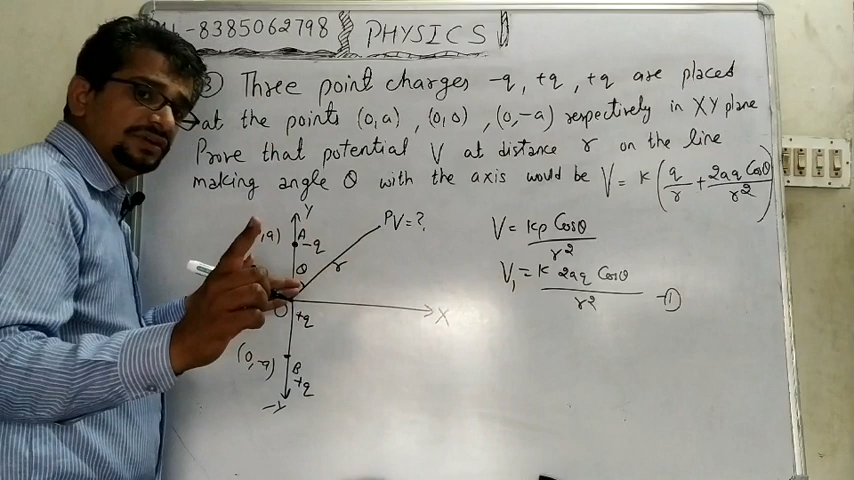 -8385062798 PHYSICS
3) Three point charges -q, +q, +q are placed
at the points (0,a), (0,0), (0,-a) respectively in XY plane
Prove that potential V at distance r on the line
making angle θ with the axis would be V = K(q/r + 2aq Cosθ/r²)
Y
,a) A -q
P V=?
θ r
O +q X
(0,-a) B +q
-Y
V = KP Cosθ/r²
V₁ = K 2aq Cosθ/r² -①